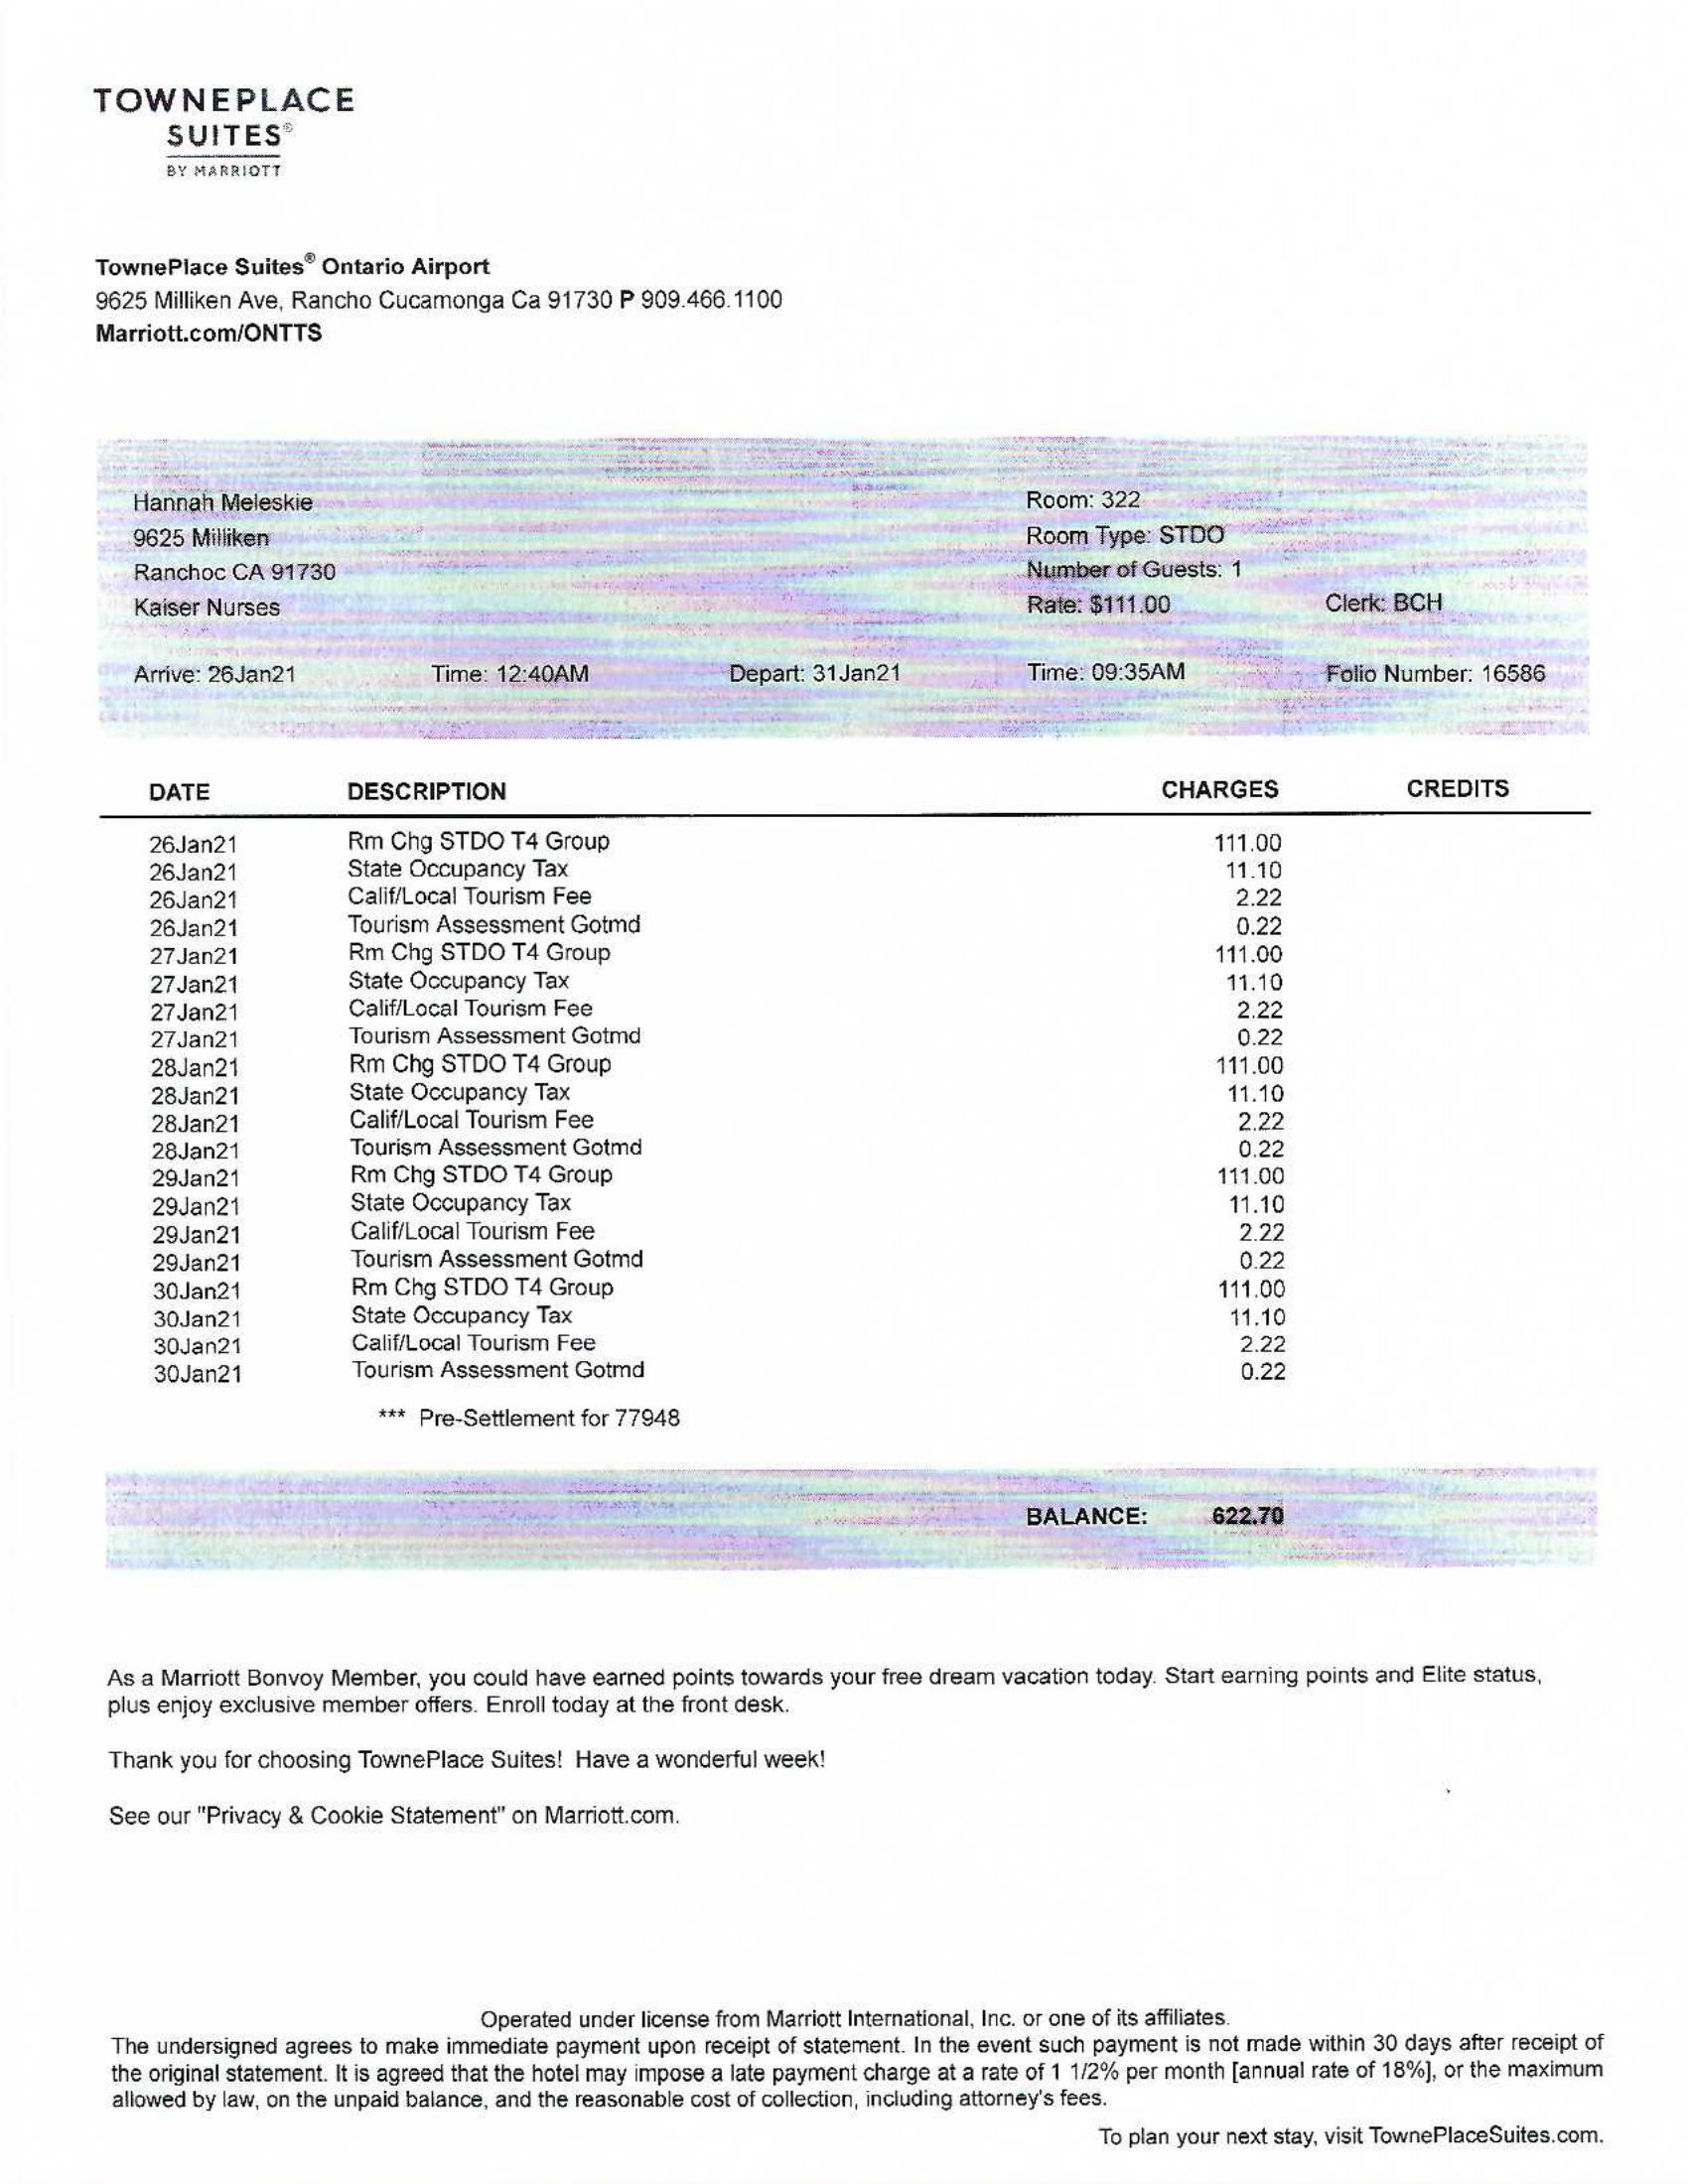 TOWNEPLACE
SUITES®
BY MARRIOTT
TownePlace Suites® Ontario Airport
9625 Milliken Ave, Rancho Cucamonga Ca 91730 P 909.466.1100
Marriott.com/ONTTS
Hannah Meleskie Room: 322
9625 Milliken Room Type: STDO
Ranchoc CA 91730 Number of Guests: 1
Kaiser Nurses Rate: $111.00 Clerk: BCH
Arrive: 26Jan21 Time: 12:40AM Depart: 31Jan21 Time: 09:35AM Folio Number: 16586
DATE DESCRIPTION CHARGES CREDITS
26Jan21 Rm Chg STDO T4 Group 111.00
26Jan21 State Occupancy Tax 11.10
26Jan21 Calif/Local Tourism Fee 2.22
26Jan21 Tourism Assessment Gotmd 0.22
27Jan21 Rm Chg STDO T4 Group 111.00
27Jan21 State Occupancy Tax 11.10
27Jan21 Calif/Local Tourism Fee 2.22
27Jan21 Tourism Assessment Gotmd 0.22
28Jan21 Rm Chg STDO T4 Group 111.00
28Jan21 State Occupancy Tax 11.10
28Jan21 Calif/Local Tourism Fee 2.22
28Jan21 Tourism Assessment Gotmd 0.22
29Jan21 Rm Chg STDO T4 Group 111.00
29Jan21 State Occupancy Tax 11.10
29Jan21 Calif/Local Tourism Fee 2.22
29Jan21 Tourism Assessment Gotmd 0.22
30Jan21 Rm Chg STDO T4 Group 111.00
30Jan21 State Occupancy Tax 11.10
30Jan21 Calif/Local Tourism Fee 2.22
30Jan21 Tourism Assessment Gotmd 0.22
*** Pre-Settlement for 77948
BALANCE: 622.70
As a Marriott Bonvoy Member, you could have earned points towards your free dream vacation today. Start earning points and Elite status,
plus enjoy exclusive member offers. Enroll today at the front desk.
Thank you for choosing TownePlace Suites! Have a wonderful week!
See our "Privacy & Cookie Statement" on Marriott.com.
Operated under license from Marriott International, Inc. or one of its affiliates.
The undersigned agrees to make immediate payment upon receipt of statement. In the event such payment is not made within 30 days after receipt of
the original statement. It is agreed that the hotel may impose a late payment charge at a rate of 1 1/2% per month [annual rate of 18%], or the maximum
allowed by law, on the unpaid balance, and the reasonable cost of collection, including attorney's fees.
To plan your next stay, visit TownePlaceSuites.com.